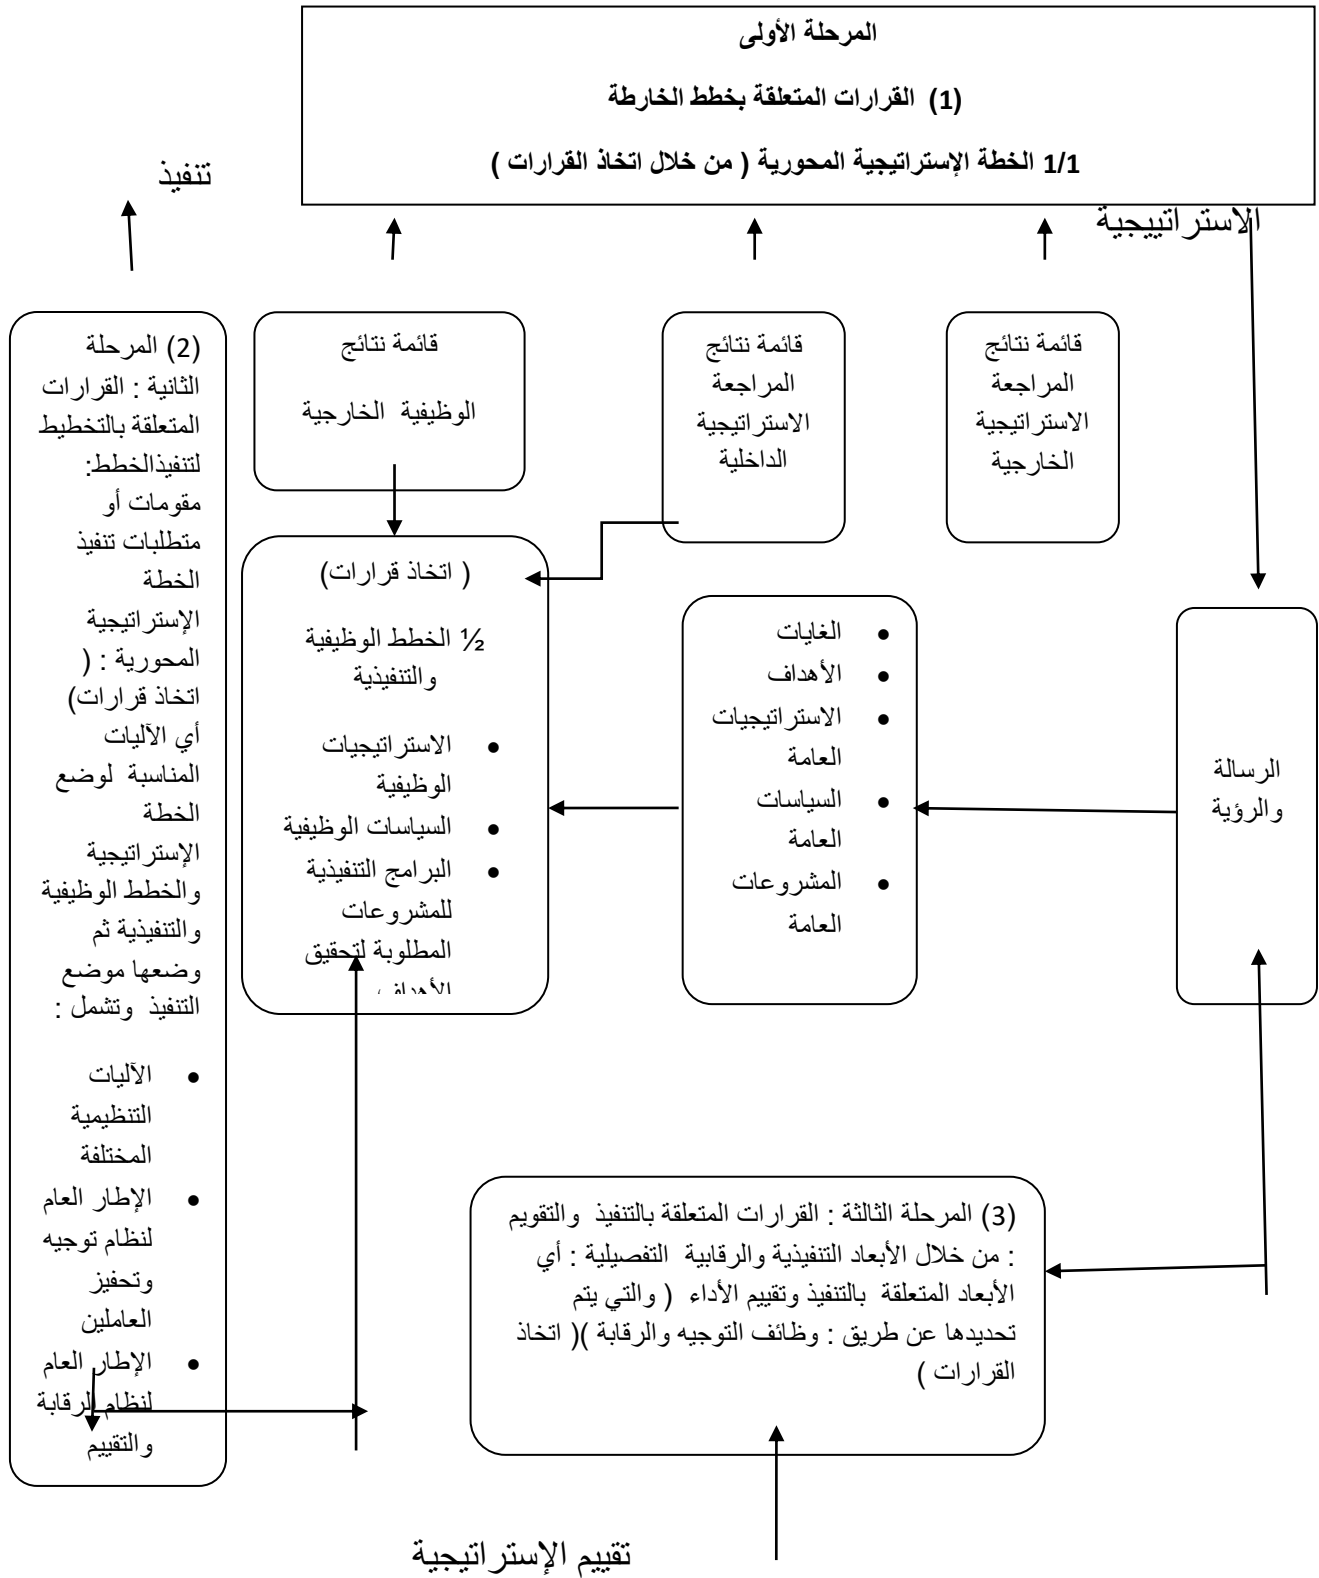 المرحلة الأولى
(1) القرارات المتعلقة بخطط الخارطة
1/1 الخطة الإستراتيجية المحورية ( من خلال اتخاذ القرارات )
تنفيذ
الاستراتييجية
قائمة نتائج
المراجعة
الاستراتيجية
الخارجية
قائمة نتائج
المراجعة
الاستراتيجية
الداخلية
قائمة نتائج
الوظيفية الخارجية
(2) المرحلة
الثانية : القرارات
المتعلقة بالتخطيط
لتنفيذالخطط:
مقومات أو
متطلبات تنفيذ
الخطة
الإستراتيجية
المحورية : (
اتخاذ قرارات)
أي الآليات
المناسبة لوضع
الخطة
الإستراتيجية
والخطط الوظيفية
والتنفيذية ثم
وضعها موضع
التنفيذ وتشمل :
• الآليات
التنظيمية
المختلفة
• الإطار العام
لنظام توجيه
وتحفيز
العاملين
• الإطار العام
لنظام الرقابة
والتقييم
الرسالة
والرؤية
• الغايات
• الأهداف
• الاستراتيجيات
العامة
• السياسات
العامة
• المشروعات
العامة
( اتخاذ قرارات)
½ الخطط الوظيفية
والتنفيذية
• الاستراتيجيات
الوظيفية
• السياسات الوظيفية
• البرامج التنفيذية
للمشروعات
المطلوبة لتحقيق
(3) المرحلة الثالثة : القرارات المتعلقة بالتنفيذ والتقويم
: من خلال الأبعاد التنفيذية والرقابية التفصيلية : أي
الأبعاد المتعلقة بالتنفيذ وتقييم الأداء ( والتي يتم
تحديدها عن طريق : وظائف التوجيه والرقابة )( اتخاذ
القرارات )
تقييم الإستراتيجية